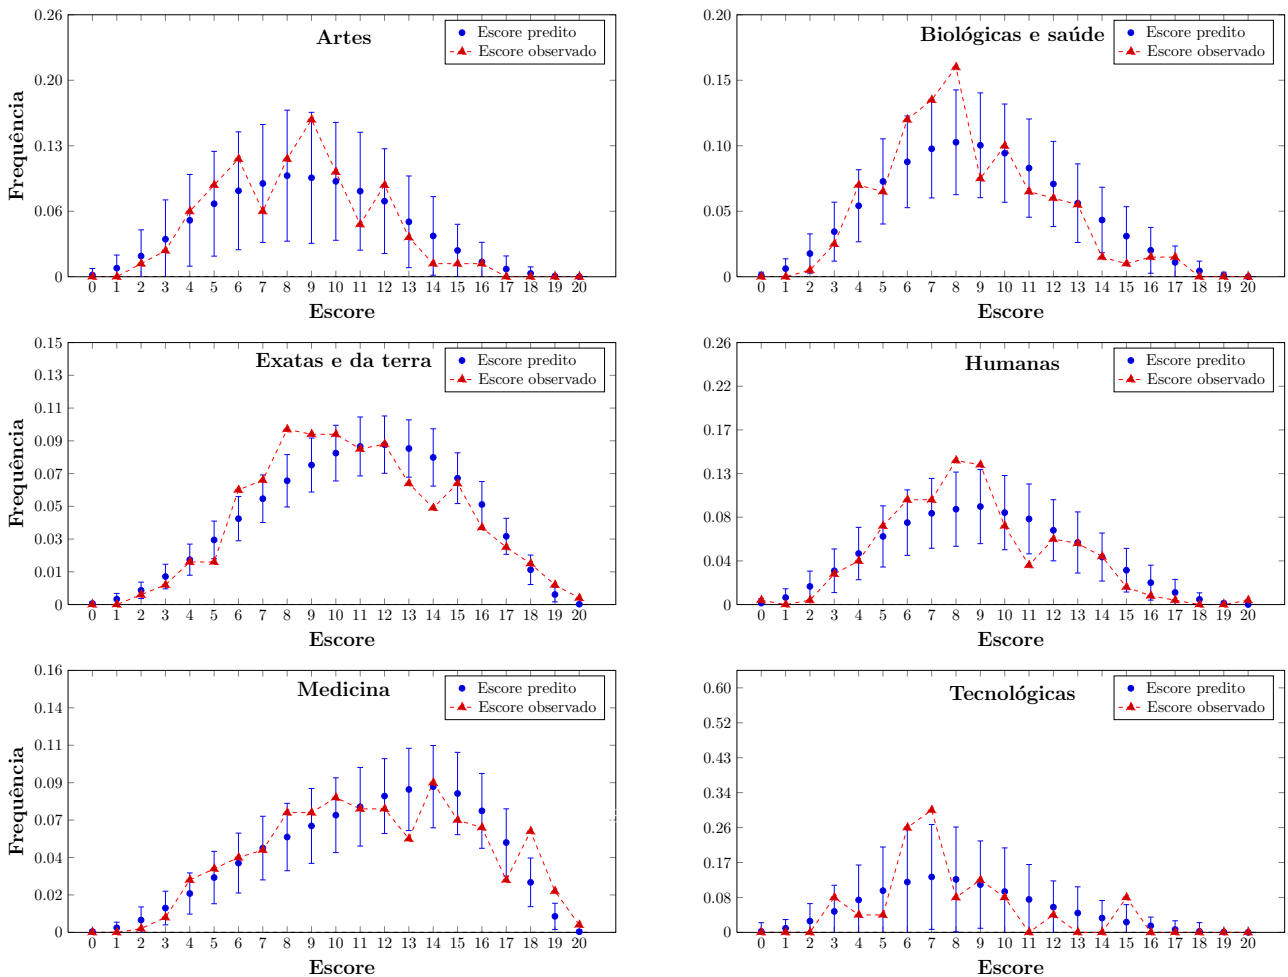 Artes
Escore predito
Escore observado
Frequência
0.26
0.20
0.13
0.06
0
0 1 2 3 4 5 6 7 8 9 10 11 12 13 14 15 16 17 18 19 20
Escore
Biológicas e saúde
Escore predito
Escore observado
0.20
0.15
0.10
0.05
0
0 1 2 3 4 5 6 7 8 9 10 11 12 13 14 15 16 17 18 19 20
Escore
Exatas e da terra
Escore predito
Escore observado
Frequência
0.15
0.13
0.11
0.09
0.07
0.05
0.03
0.01
0
0 1 2 3 4 5 6 7 8 9 10 11 12 13 14 15 16 17 18 19 20
Escore
Humanas
Escore predito
Escore observado
0.26
0.22
0.17
0.13
0.08
0.04
0
0 1 2 3 4 5 6 7 8 9 10 11 12 13 14 15 16 17 18 19 20
Escore
Medicina
Escore predito
Escore observado
Frequência
0.16
0.14
0.11
0.09
0.07
0.04
0.02
0
0 1 2 3 4 5 6 7 8 9 10 11 12 13 14 15 16 17 18 19 20
Escore
Tecnológicas
Escore predito
Escore observado
0.60
0.52
0.43
0.34
0.26
0.17
0.08
0
0 1 2 3 4 5 6 7 8 9 10 11 12 13 14 15 16 17 18 19 20
Escore